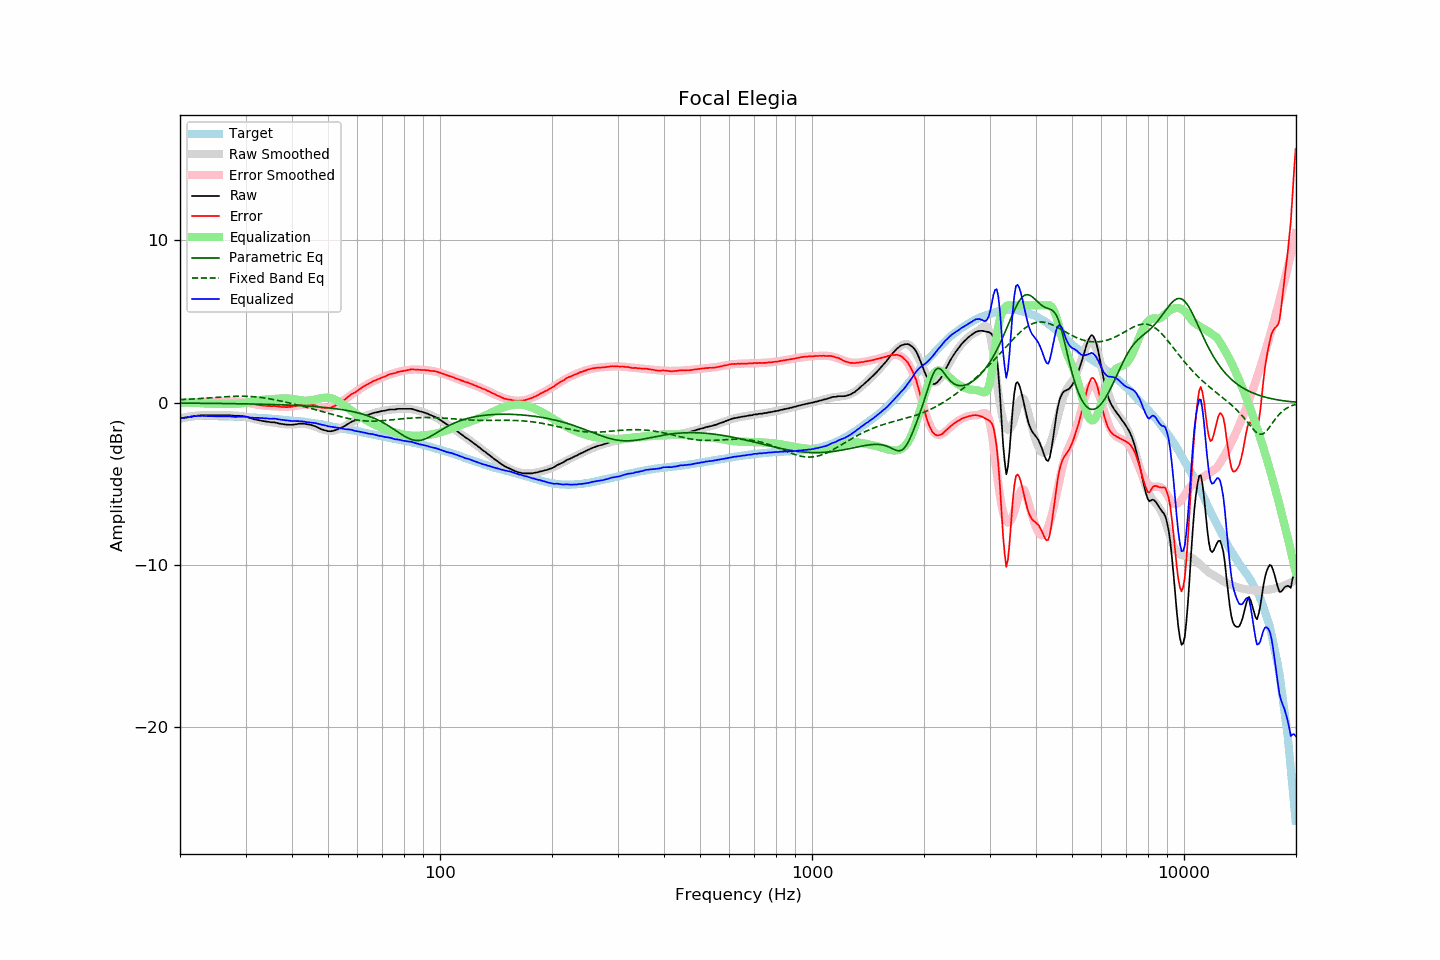 Focal Elegia
Target
Raw Smoothed
Error Smoothed
Raw
Error
Equalization
Parametric Eq
Fixed Band Eq
Equalized
10
0
−10
−20
Amplitude (dBr)
100
1000
10000
Frequency (Hz)